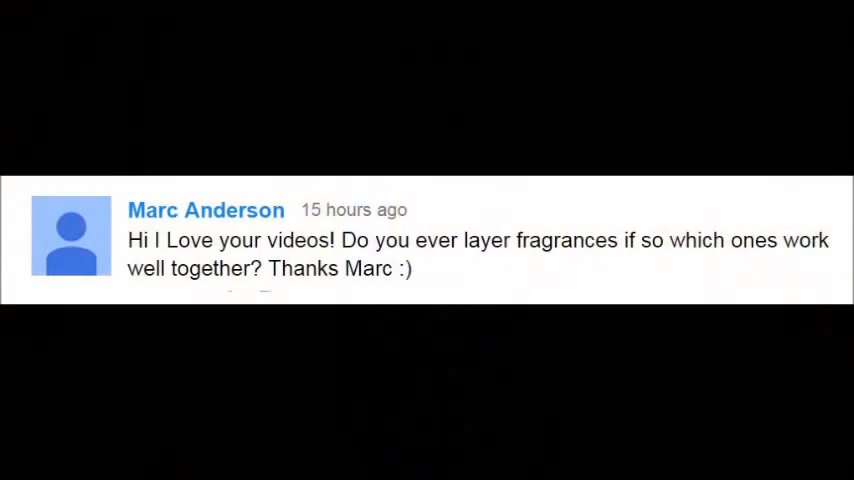 Marc Anderson 15 hours ago
Hi I Love your videos! Do you ever layer fragrances if so which ones work
well together? Thanks Marc :)